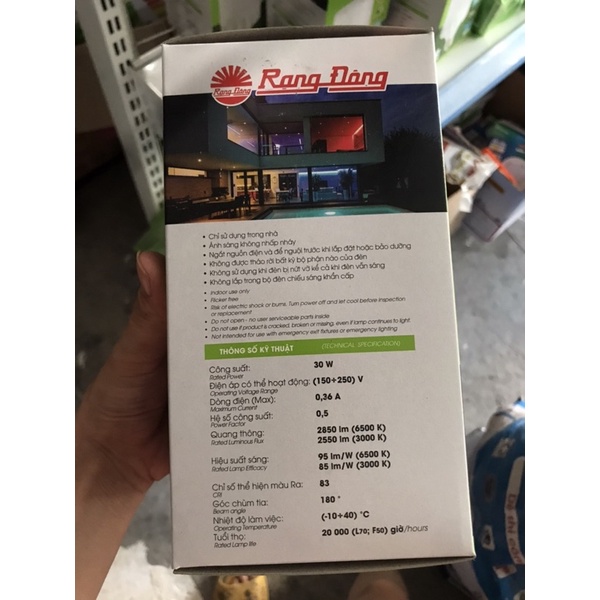 Rạng Đông
Rạng Đông
• Chỉ sử dụng trong nhà
• Ánh sáng không nhấp nháy
• Ngắt nguồn điện và để nguội trước khi lắp đặt hoặc bảo dưỡng
• Không được tháo rời bất kỳ bộ phận nào của đèn
• Không sử dụng khi đèn bị nứt vỡ kể cả khi đèn vẫn sáng
• Không lắp trong bộ đèn chiếu sáng khẩn cấp
• Indoor use only
• Flicker free
• Risk of electric shock or burns. Turn power off and let cool before inspection
or replacement
• Do not open - no user serviceable parts inside
• Do not use if product is cracked, broken or missing, even if lamp continues to light
• Not intended for use with emergency exit fixtures or emergency lighting
THÔNG SỐ KỸ THUẬT (TECHNICAL SPECIFICATION)
Công suất: 30 W
Rated Power
Điện áp có thể hoạt động: (150÷250) V
Operating Voltage Range
Dòng điện (Max): 0,36 A
Maximum Current
Hệ số công suất: 0,5
Power Factor
Quang thông: 2850 lm (6500 K)
Rated Luminous Flux 2550 lm (3000 K)
Hiệu suất sáng: 95 lm/W (6500 K)
Rated Lamp Efficacy 85 lm/W (3000 K)
Chỉ số thể hiện màu Ra: 83
CRI
Góc chùm tia: 180 °
Beam angle
Nhiệt độ làm việc: (-10÷40) °C
Operating Temperature
Tuổi thọ: 20 000 (L70; F50) giờ/hours
Rated Lamp life